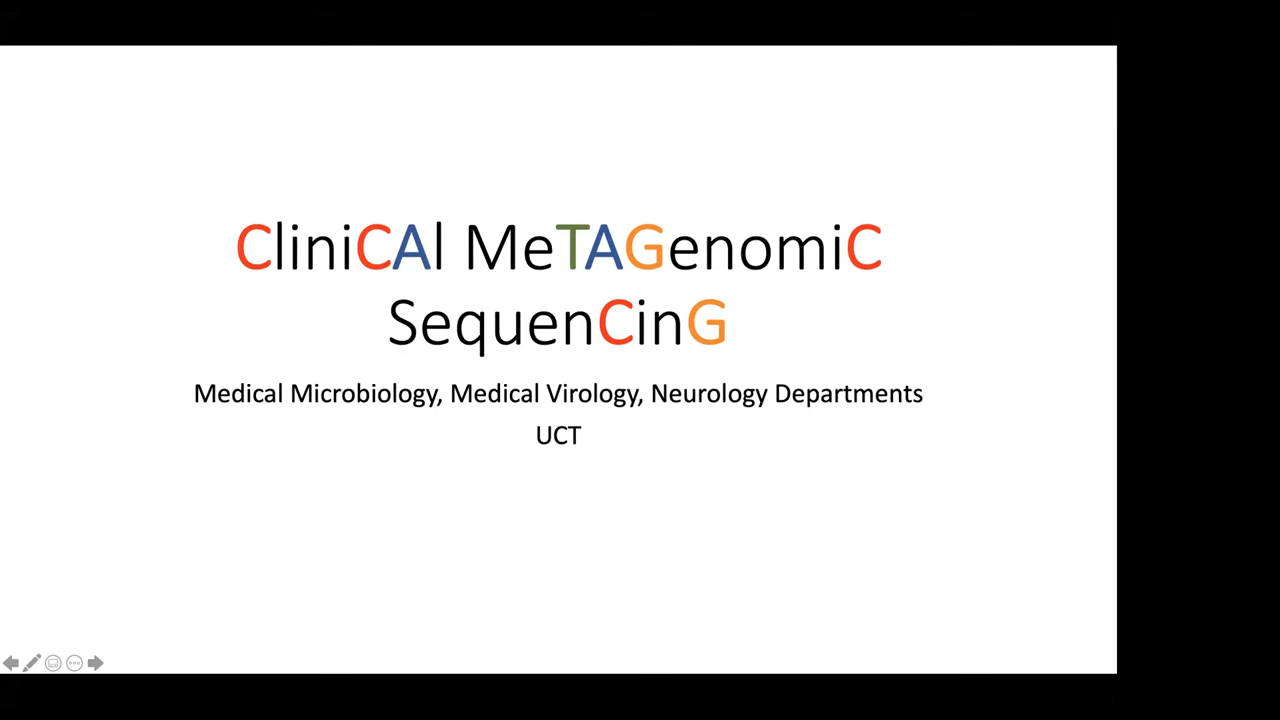 CliniCAl MeTAGenomiC
SequenCinG
Medical Microbiology, Medical Virology, Neurology Departments
UCT